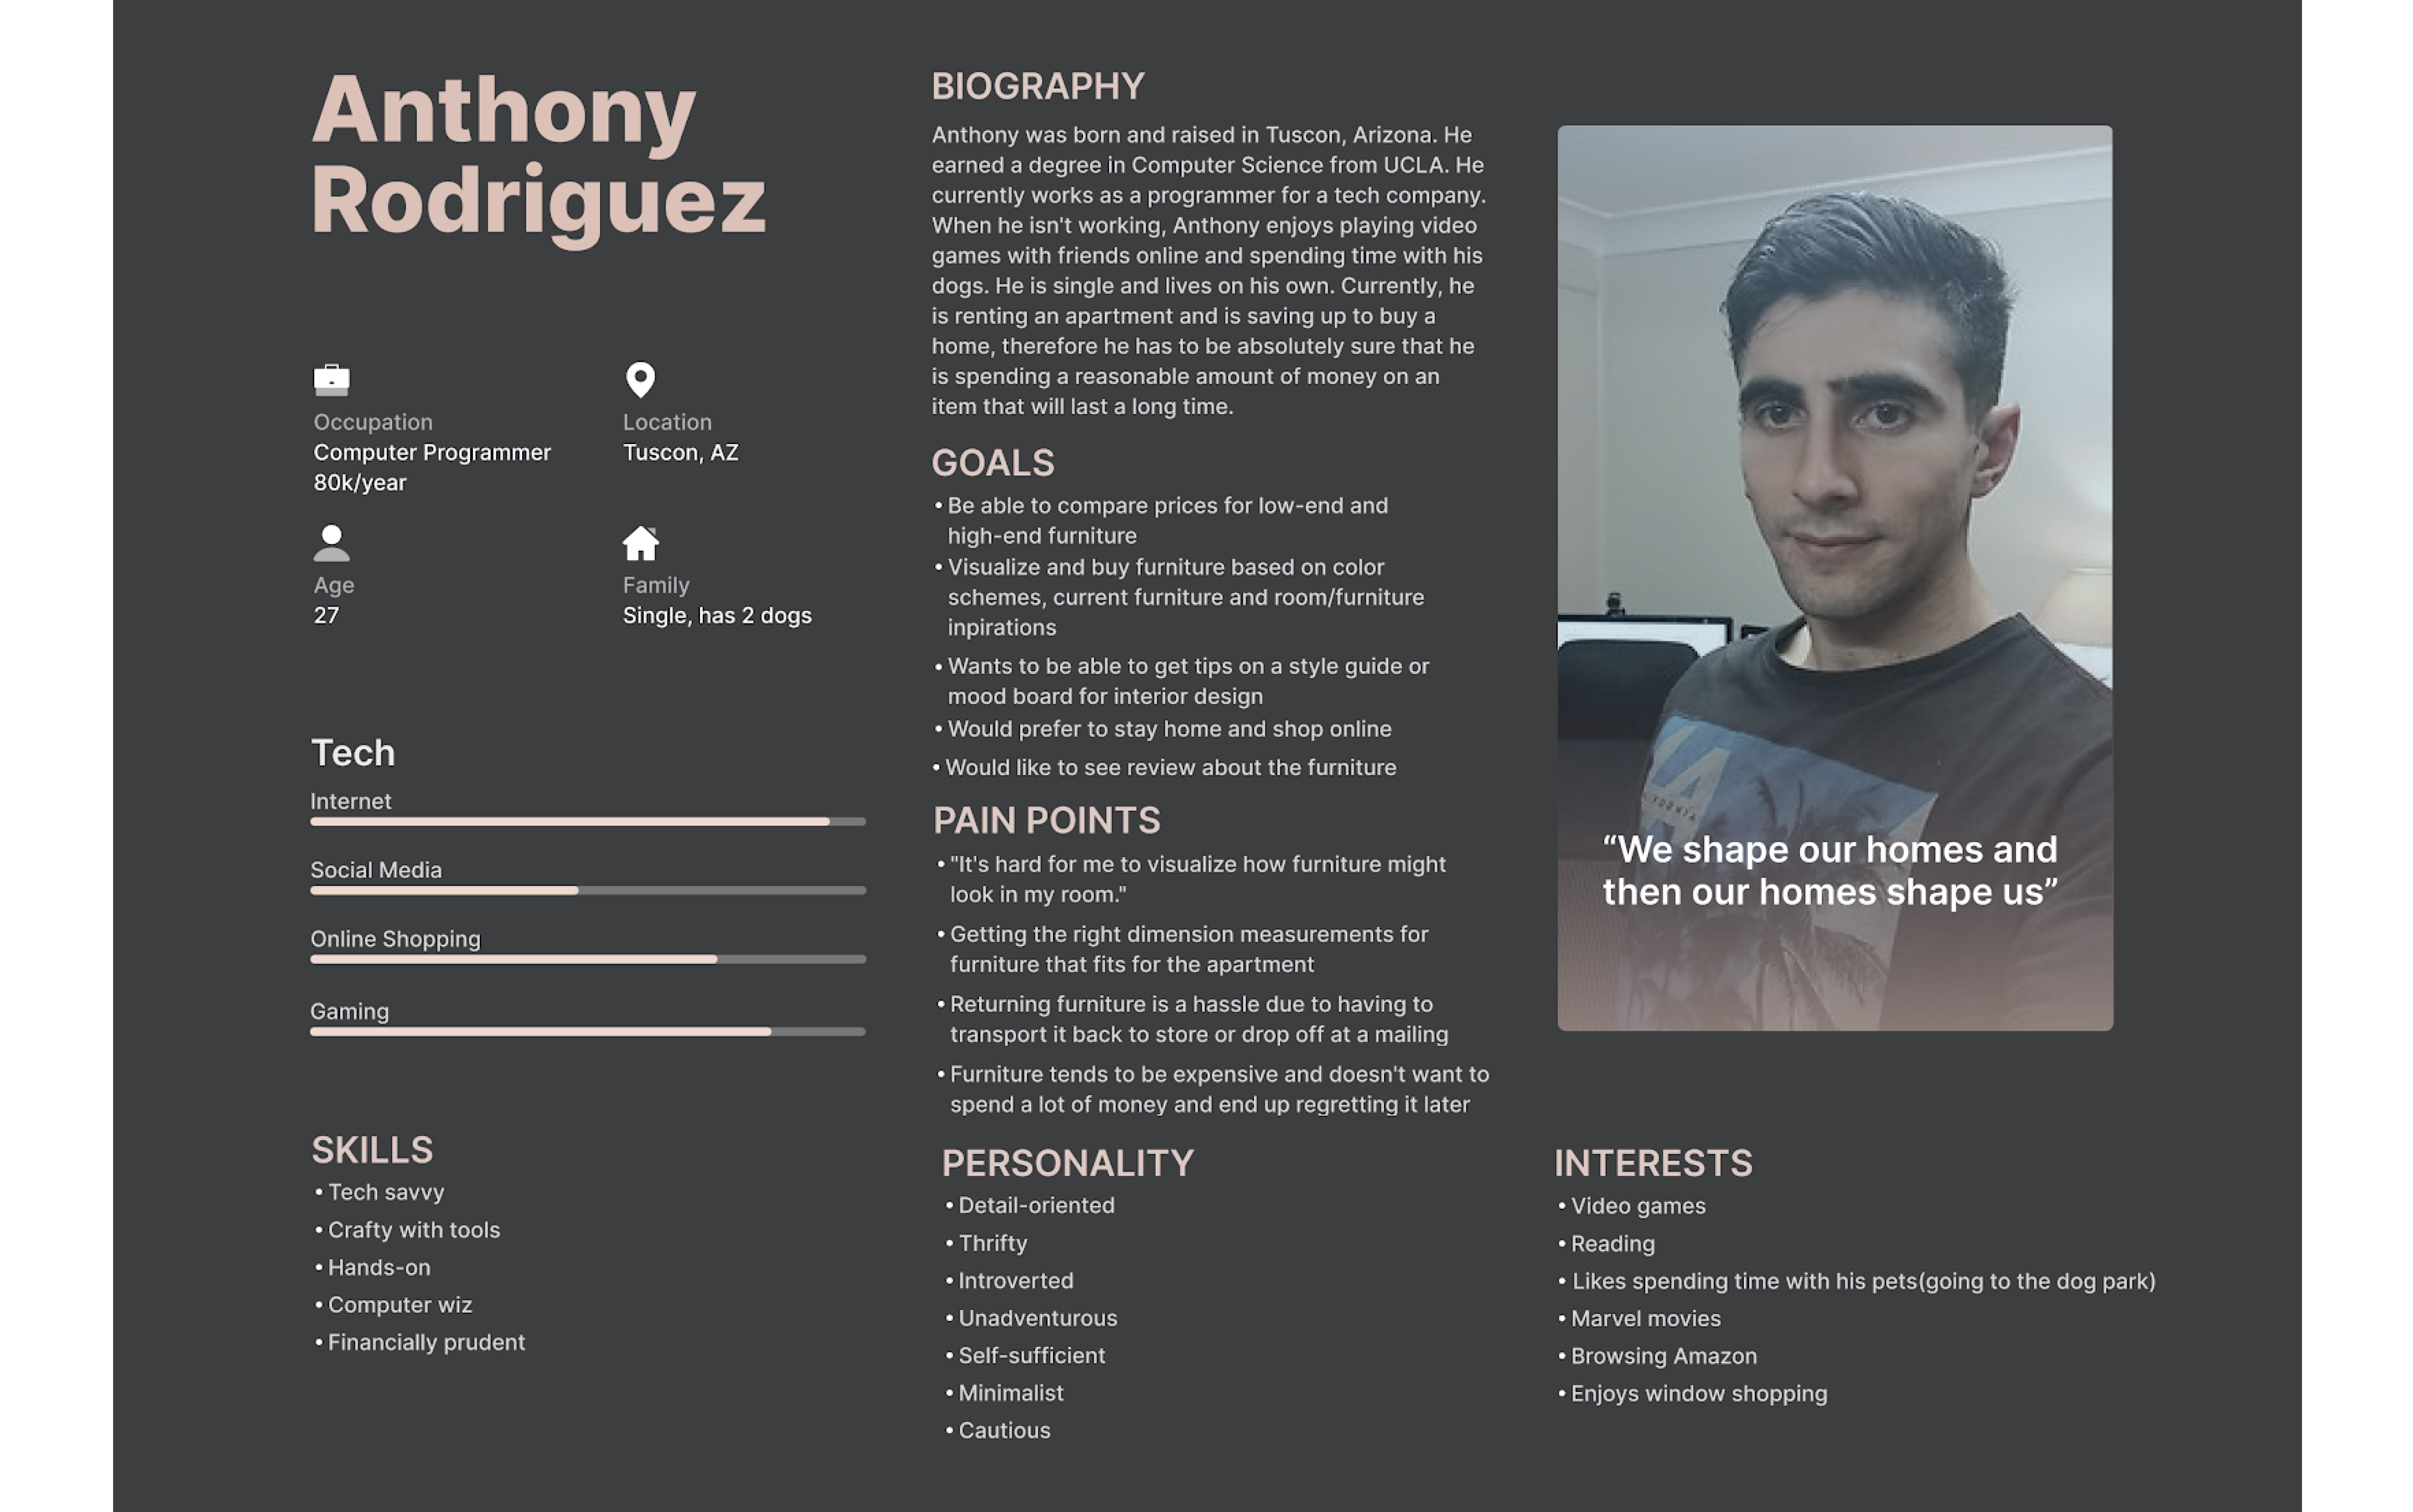 Anthony
Rodriguez
Occupation
Computer Programmer
80k/year
Location
Tuscon, AZ
Age
27
Family
Single, has 2 dogs
Tech
Internet
Social Media
Online Shopping
Gaming
SKILLS
• Tech savvy
• Crafty with tools
• Hands-on
• Computer wiz
• Financially prudent
BIOGRAPHY
Anthony was born and raised in Tuscon, Arizona. He
earned a degree in Computer Science from UCLA. He
currently works as a programmer for a tech company.
When he isn't working, Anthony enjoys playing video
games with friends online and spending time with his
dogs. He is single and lives on his own. Currently, he
is renting an apartment and is saving up to buy a
home, therefore he has to be absolutely sure that he
is spending a reasonable amount of money on an
item that will last a long time.
GOALS
• Be able to compare prices for low-end and
high-end furniture
• Visualize and buy furniture based on color
schemes, current furniture and room/furniture
inpirations
• Wants to be able to get tips on a style guide or
mood board for interior design
• Would prefer to stay home and shop online
• Would like to see review about the furniture
PAIN POINTS
• "It's hard for me to visualize how furniture might
look in my room."
• Getting the right dimension measurements for
furniture that fits for the apartment
• Returning furniture is a hassle due to having to
transport it back to store or drop off at a mailing
• Furniture tends to be expensive and doesn't want to
spend a lot of money and end up regretting it later
PERSONALITY
• Detail-oriented
• Thrifty
• Introverted
• Unadventurous
• Self-sufficient
• Minimalist
• Cautious
“We shape our homes and
then our homes shape us”
INTERESTS
• Video games
• Reading
• Likes spending time with his pets(going to the dog park)
• Marvel movies
• Browsing Amazon
• Enjoys window shopping